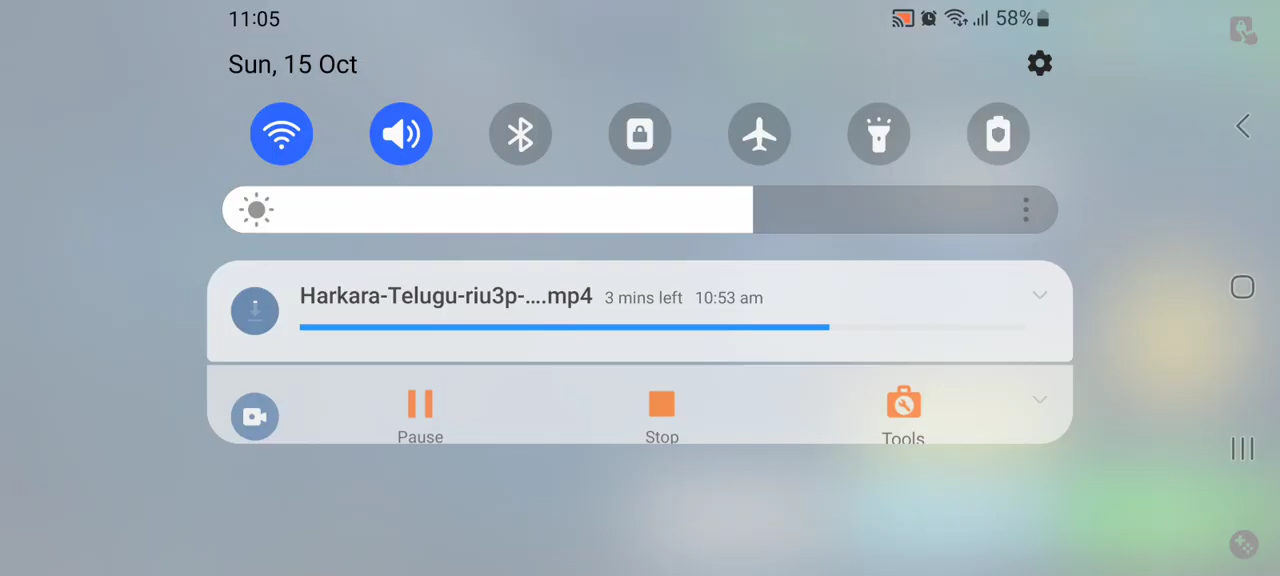 11:05 58%
Sun, 15 Oct
Harkara-Telugu-riu3p-....mp4 3 mins left 10:53 am
Pause Stop Tools